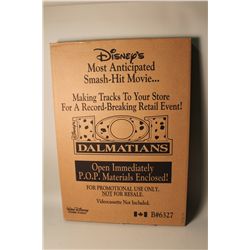 Disney's
Most Anticipated
Smash-Hit Movie...
Making Tracks To Your Store
For A Record-Breaking Retail Event!
101
DALMATIANS
Open Immediately
P.O.P. Materials Enclosed!
FOR PROMOTIONAL USE ONLY.
NOT FOR RESALE.
Videocassette Not Included.
B#6327